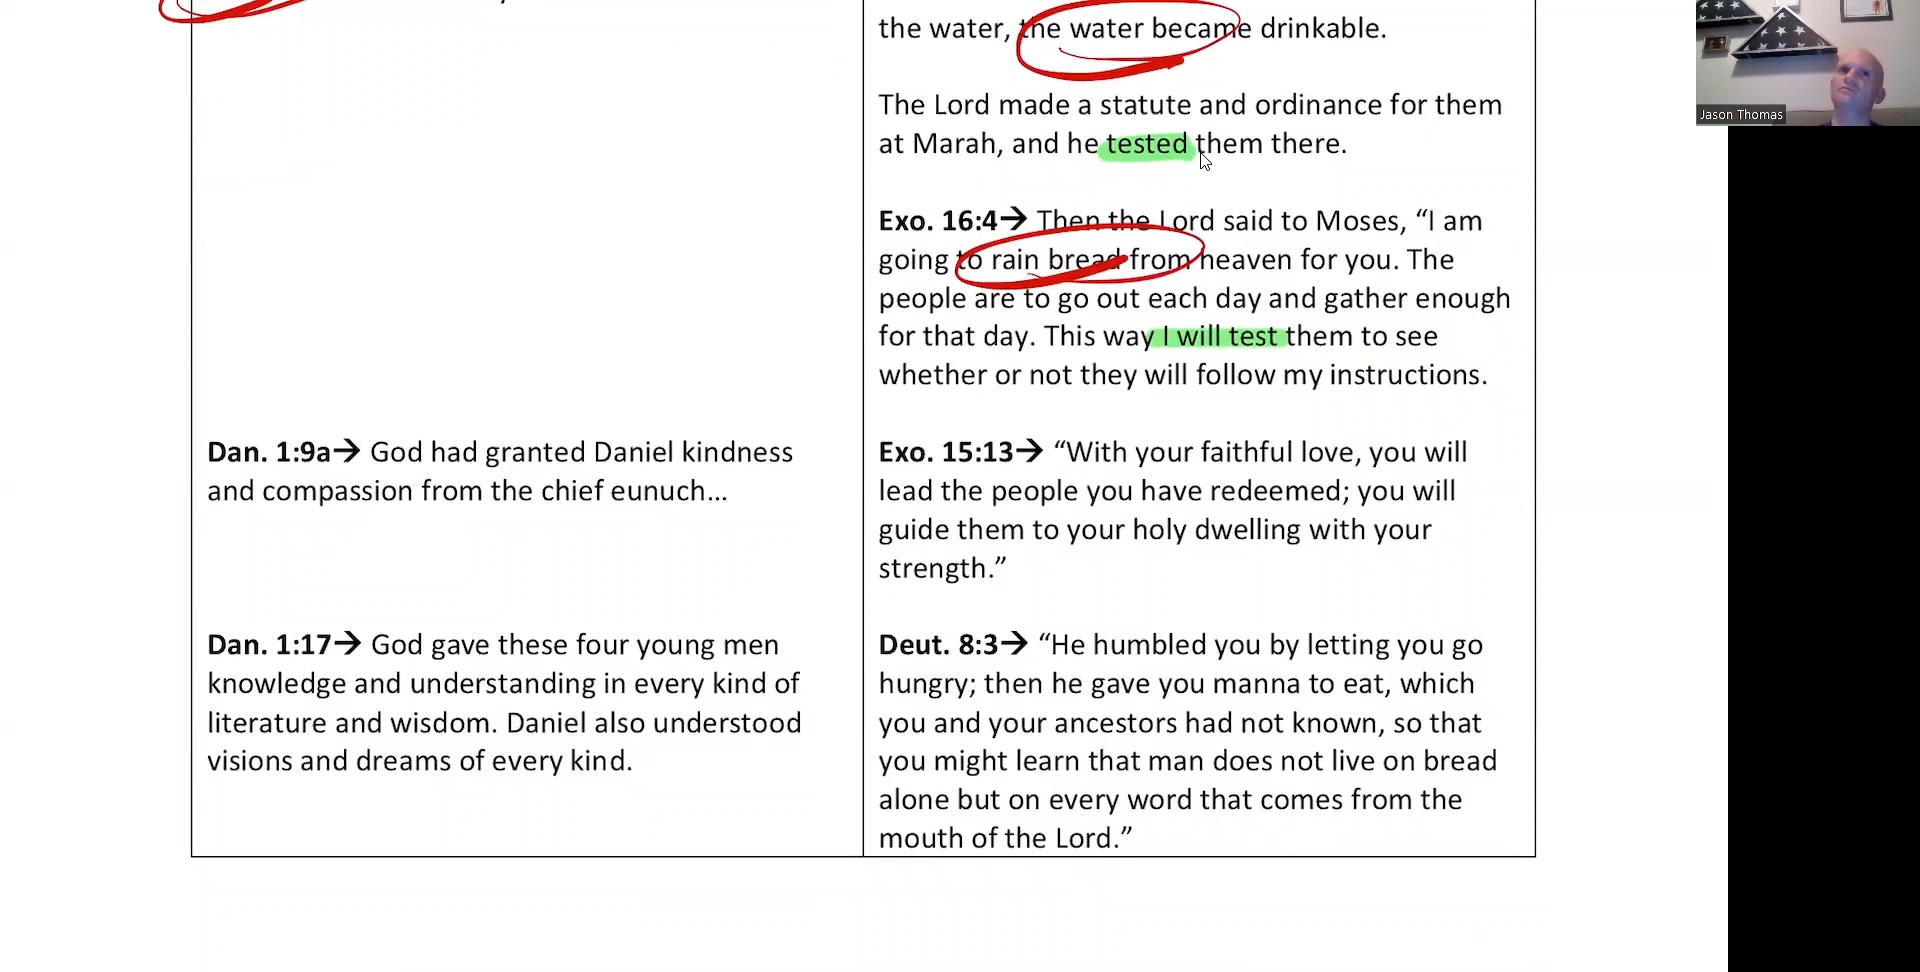 the water, the water became drinkable.
The Lord made a statute and ordinance for them
at Marah, and he tested them there.
Exo. 16:4→ Then the Lord said to Moses, “I am
going to rain bread from heaven for you. The
people are to go out each day and gather enough
for that day. This way I will test them to see
whether or not they will follow my instructions.
Dan. 1:9a→ God had granted Daniel kindness
and compassion from the chief eunuch…
Exo. 15:13→ “With your faithful love, you will
lead the people you have redeemed; you will
guide them to your holy dwelling with your
strength.”
Dan. 1:17→ God gave these four young men
knowledge and understanding in every kind of
literature and wisdom. Daniel also understood
visions and dreams of every kind.
Deut. 8:3→ “He humbled you by letting you go
hungry; then he gave you manna to eat, which
you and your ancestors had not known, so that
you might learn that man does not live on bread
alone but on every word that comes from the
mouth of the Lord.”
Jason Thomas